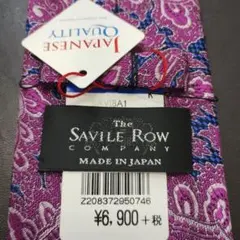 JAPANESE
QUALITY
The
SAVILE ROW
COMPANY
MADE IN JAPAN
Z208372950746
¥6,900+税